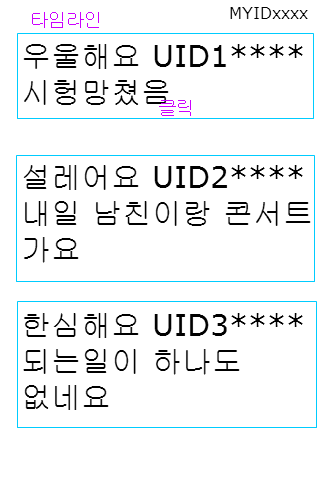 타임라인
MYIDxxxx
우울해요 UID1****
시헝망쳤음
클릭
설레어요 UID2****
내일 남친이랑 콘서트
가요
한심해요 UID3****
되는일이 하나도
없네요